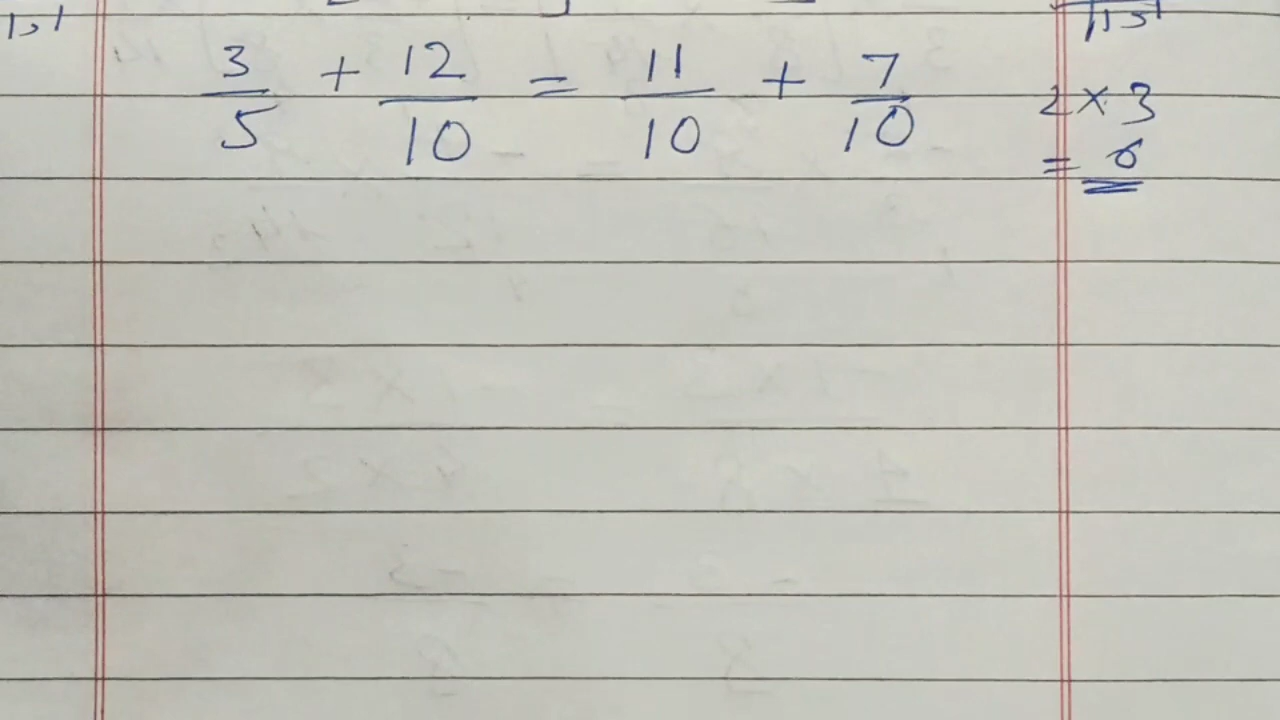 3/5 + 12/10 = 11/10 + 7/10
2 × 3
= 6